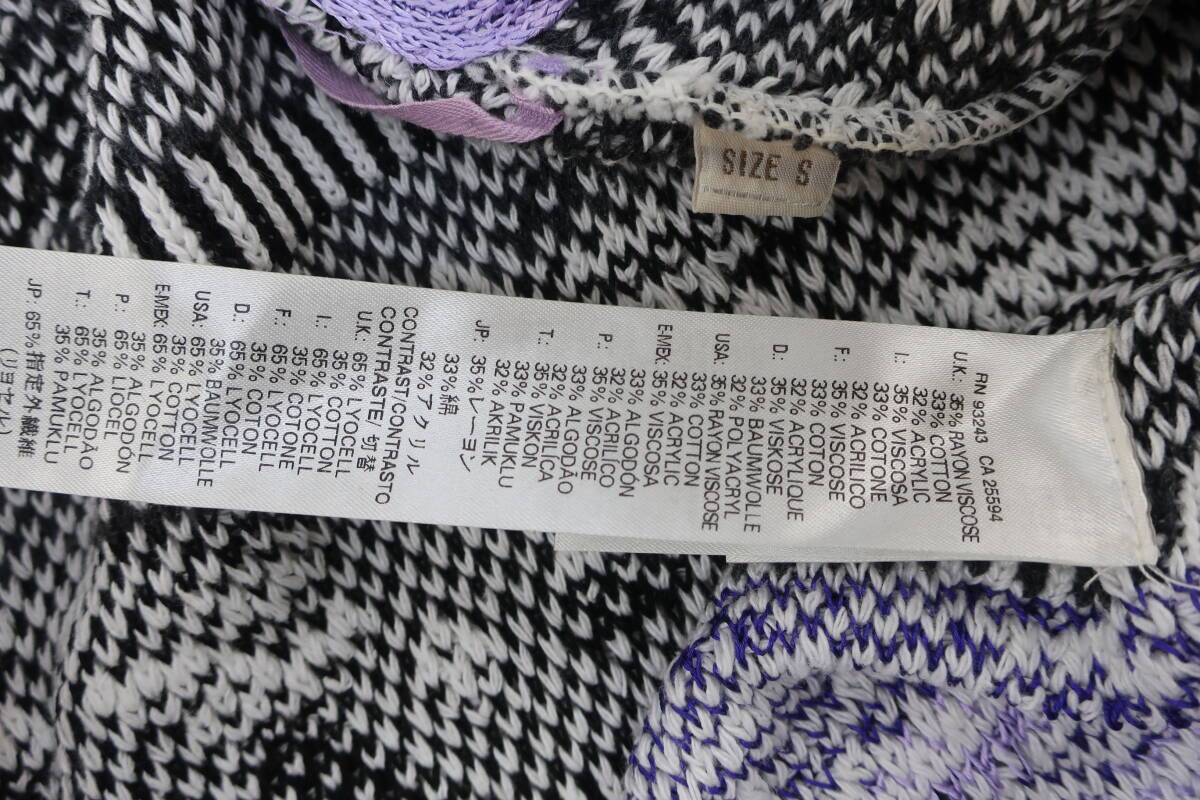 SIZE S
RN 93243 CA 25594
U.K.: 35% RAYON VISCOSE
33% COTTON
32% ACRYLIC
I.: 35% VISCOSA
33% COTONE
32% ACRILICO
F.: 35% VISCOSE
33% COTON
32% ACRYLIQUE
D.: 35% VISKOSE
33% BAUMWOLLE
32% POLYACRYL
USA: 35% RAYON VISCOSE
33% COTTON
32% ACRYLIC
E-MEX: 35% VISCOSA
33% ALGODÓN
32% ACRILICO
P.: 35% VISCOSE
33% ALGODÃO
32% ACRILICA
T.: 35% VISKON
33% PAMUKLU
32% AKRILIK
JP: 35% レーヨン
33% 綿
32% アクリル
CONTRAST/CONTRASTO
CONTRASTE/ 切替
U.K.: 65% LYOCELL
35% COTTON
I.: 65% LYOCELL
35% COTONE
F.: 65% LYOCELL
35% COTON
D.: 65% LYOCELL
35% BAUMWOLLE
USA: 65% LYOCELL
35% COTTON
E-MEX: 65% LYOCELL
35% ALGODÓN
P.: 65% LIOCEL
35% ALGODÃO
T.: 65% LYOCELL
35% PAMUKLU
JP: 65% 指定外繊維
(リヨセル)